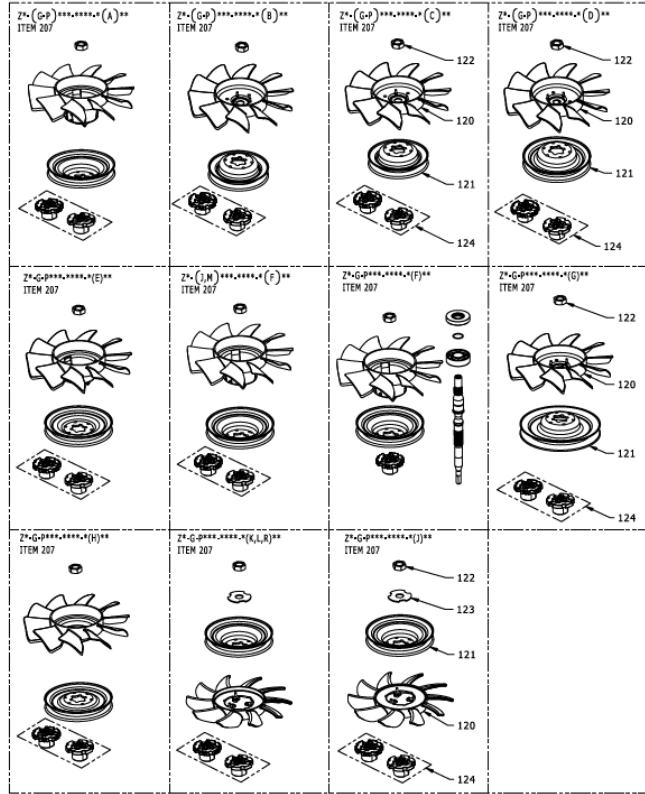 Z*-(G-P)***-****-*(A)**
ITEM 207
Z*-(G-P)***-****-*(B)**
ITEM 207
Z*-(G-P)***-****-*(C)**
ITEM 207
122
120
121
124
Z*-(G-P)***-****-*(D)**
ITEM 207
122
120
121
124
Z*-G-P***-****-*(E)**
ITEM 207
Z*-(J,M)***-****-*(F)**
ITEM 207
Z*-G-P***-****-*(F)**
ITEM 207
Z*-G-P***-****-*(G)**
ITEM 207
122
120
121
124
Z*-G-P***-****-*(H)**
ITEM 207
Z*-G-P***-****-*(K,L,R)**
ITEM 207
Z*-G-P***-****-*(J)**
ITEM 207
122
123
121
120
124